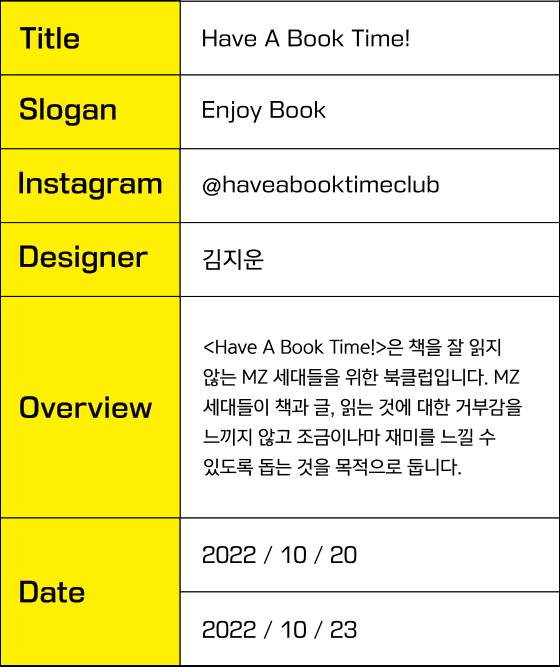 Title
Have A Book Time!
Slogan
Enjoy Book
Instagram
@haveabooktimeclub
Designer
김지운
Overview
<Have A Book Time!>은 책을 잘 읽지
않는 MZ 세대들을 위한 북클럽입니다. MZ
세대들이 책과 글, 읽는 것에 대한 거부감을
느끼지 않고 조금이나마 재미를 느낄 수
있도록 돕는 것을 목적으로 둡니다.
Date
2022 / 10 / 20
2022 / 10 / 23